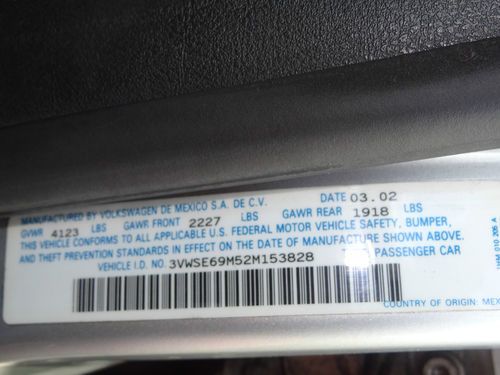 MANUFACTURED BY VOLKSWAGEN DE MEXICO S.A. DE C.V. DATE 03.02
GVWR 4123 LBS GAWR FRONT 2227 LBS GAWR REAR 1918 LBS
THIS VEHICLE CONFORMS TO ALL APPLICABLE U.S. FEDERAL MOTOR VEHICLE SAFETY, BUMPER,
AND THEFT PREVENTION STANDARDS IN EFFECT ON THE DATE OF MANUFACTURE SHOWN ABOVE.
VEHICLE I.D. NO. 3VWSE69M52M153828 PASSENGER CAR
COUNTRY OF ORIGIN: MEX